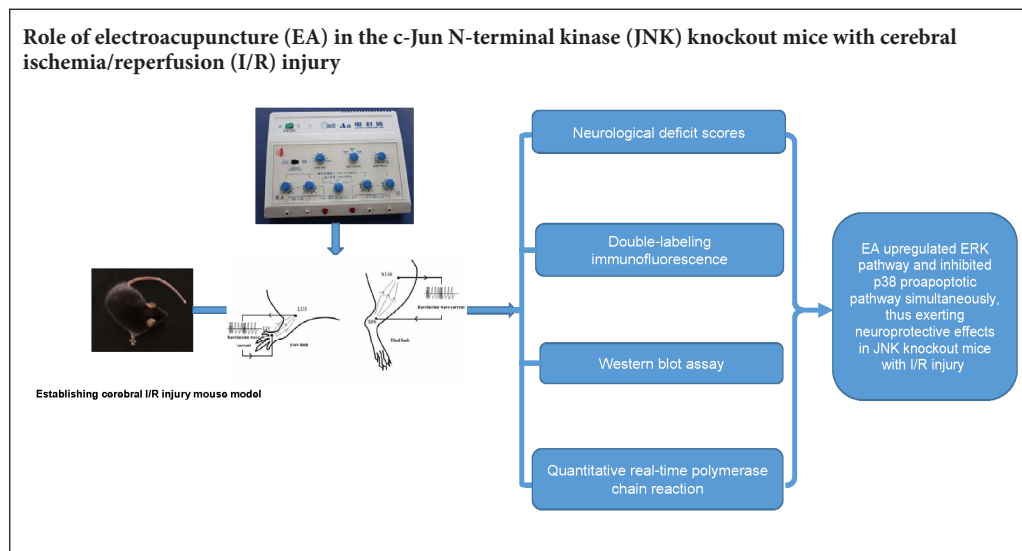 Role of electroacupuncture (EA) in the c-Jun N-terminal kinase (JNK) knockout mice with cerebral
ischemia/reperfusion (I/R) injury
Neurological deficit scores
Double-labeling
immunofluorescence
Western blot assay
Quantitative real-time polymerase
chain reaction
EA upregulated ERK
pathway and inhibited
p38 proapoptotic
pathway simultaneously,
thus exerting
neuroprotective effects
in JNK knockout mice
with I/R injury
ST36
SP6
Hind limb
LU5
current
Establishing cerebral I/R injury mouse model